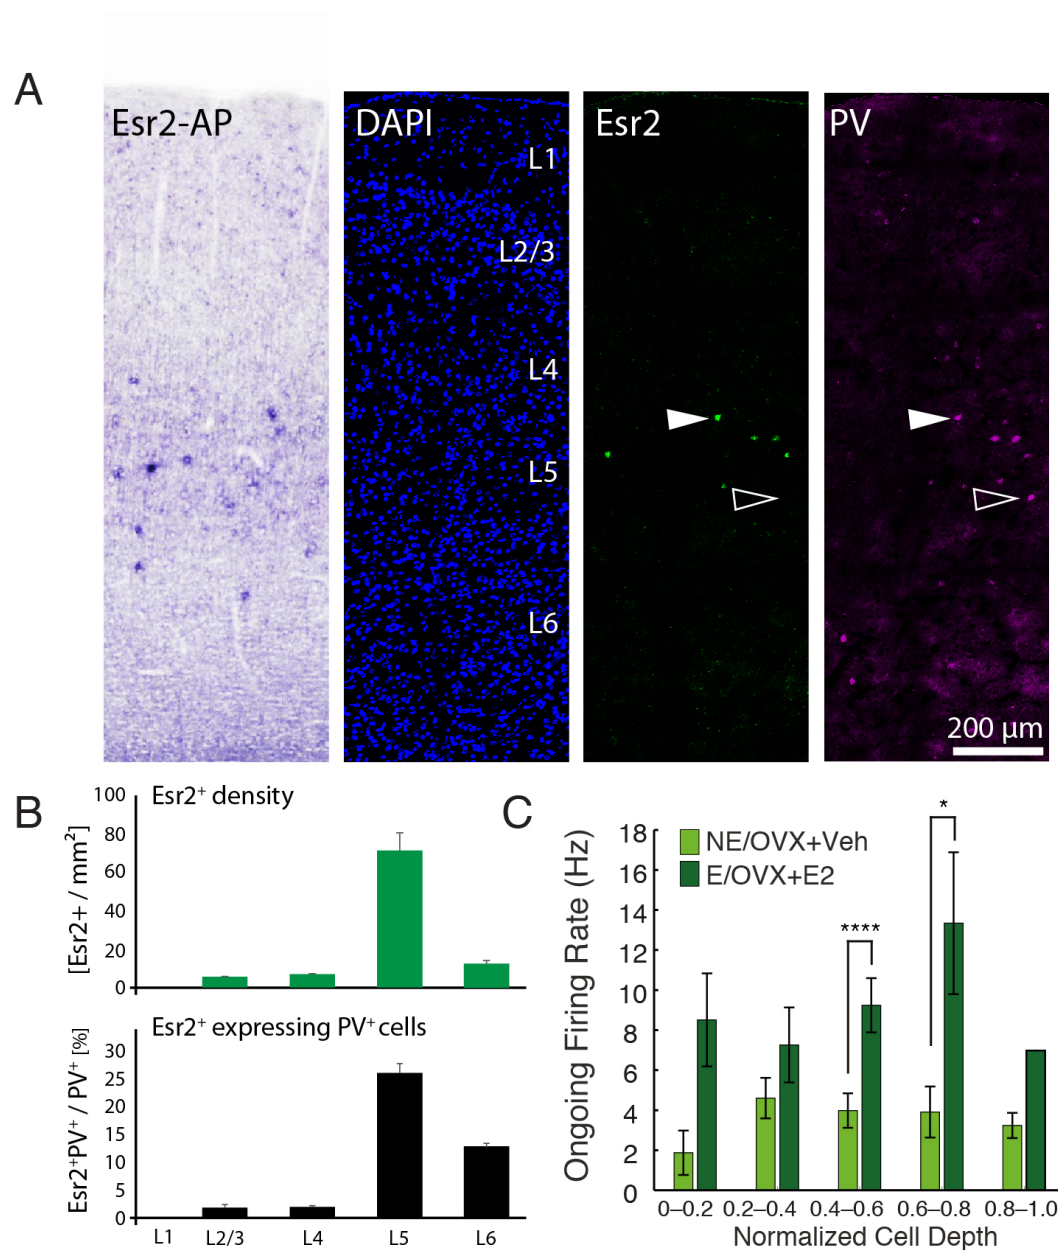 A
Esr2-AP
DAPI
Esr2
PV
L1
L2/3
L4
L5
L6
200 µm
B
Esr2⁺ density
[Esr2+ / mm²]
100
80
60
40
20
0
Esr2⁺ expressing PV⁺cells
Esr2⁺PV⁺ / PV⁺ [%]
30
25
20
15
10
5
0
L1 L2/3 L4 L5 L6
C
NE/OVX+Veh
E/OVX+E2
*
****
Ongoing Firing Rate (Hz)
18
16
14
12
10
8
6
4
2
0
0–0.2 0.2–0.4 0.4–0.6 0.6–0.8 0.8–1.0
Normalized Cell Depth